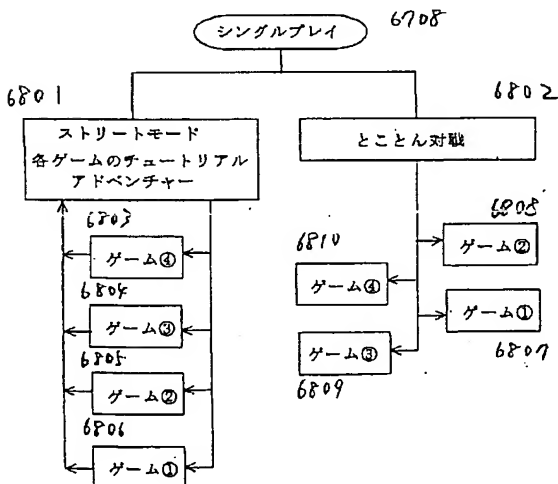 シングルプレイ
6708
6801
ストリートモード
各ゲームのチュートリアル
アドベンチャー
6802
とことん対戦
6803
ゲーム④
6804
ゲーム③
6805
ゲーム②
6806
ゲーム①
6808
ゲーム②
6810
ゲーム④
ゲーム①
6807
ゲーム③
6809